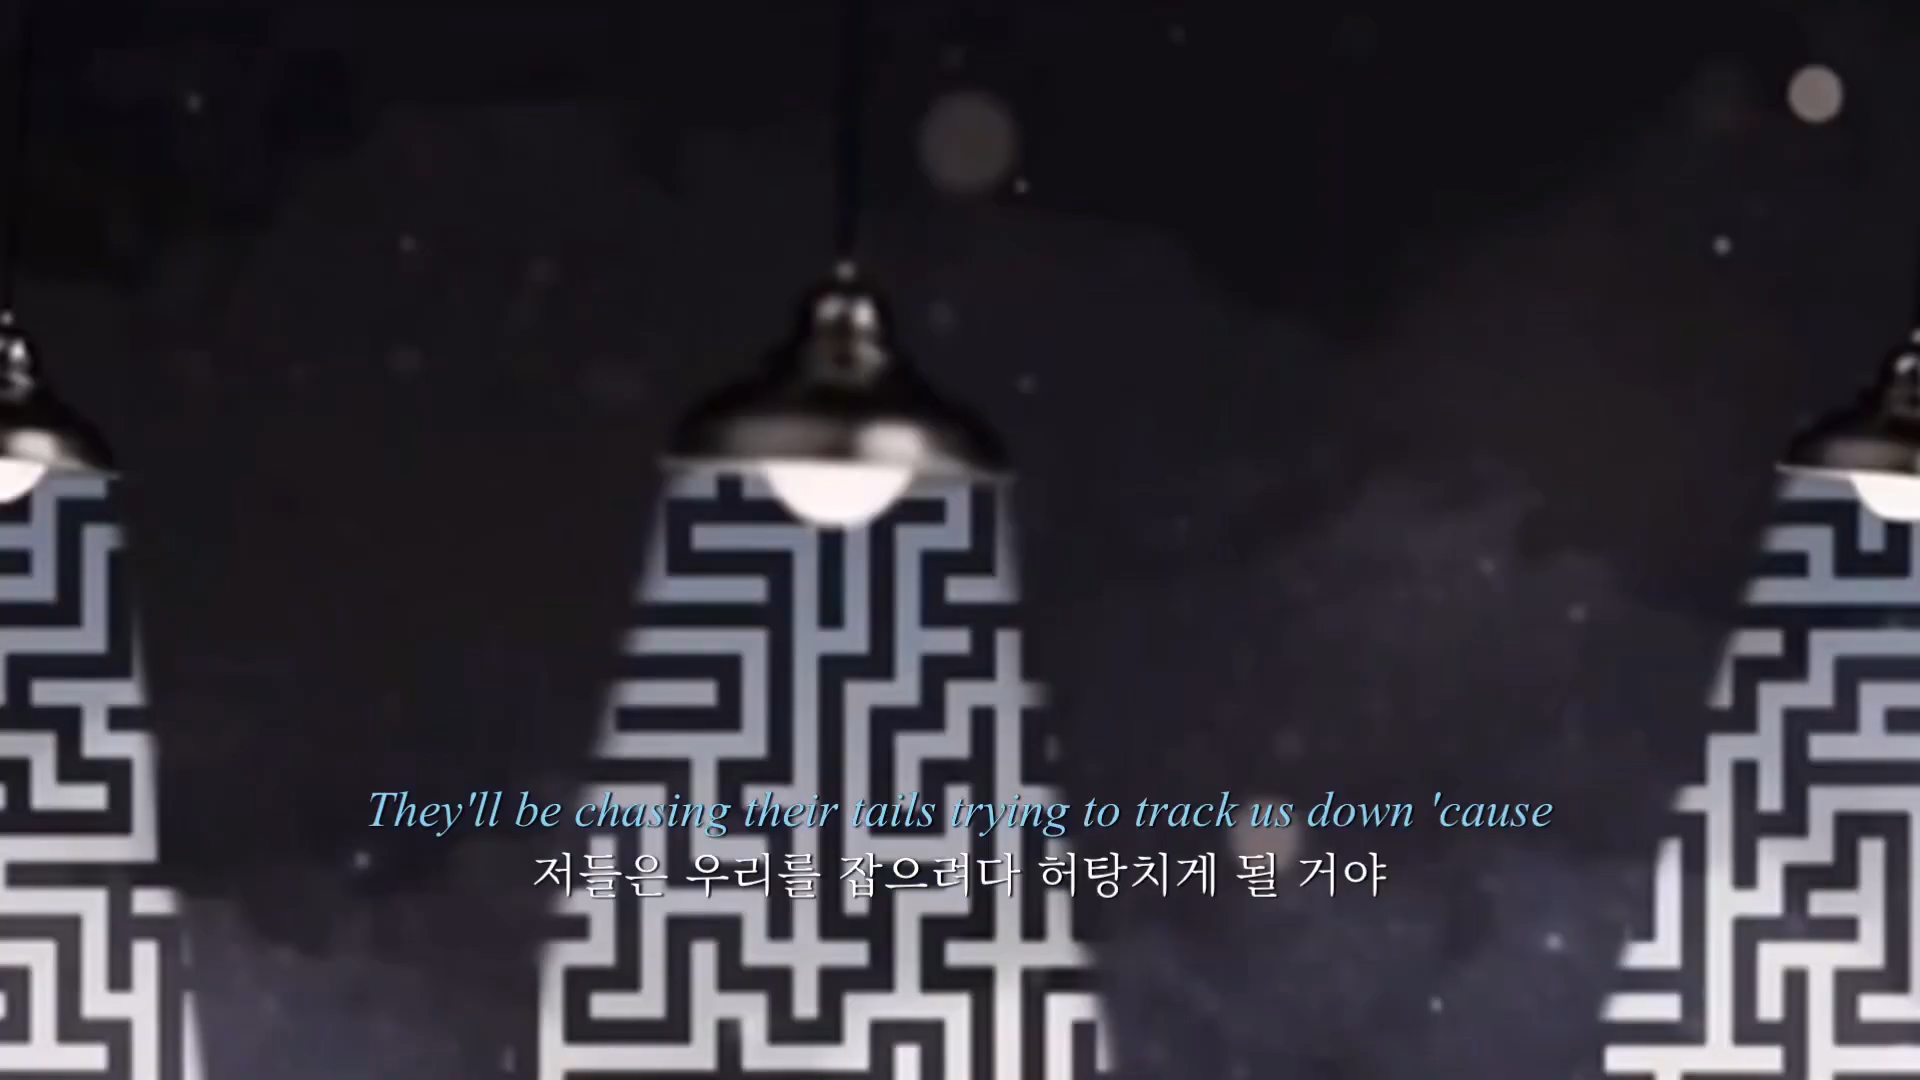 They'll be chasing their tails trying to track us down 'cause
저들은 우리를 잡으려다 허탕치게 될 거야